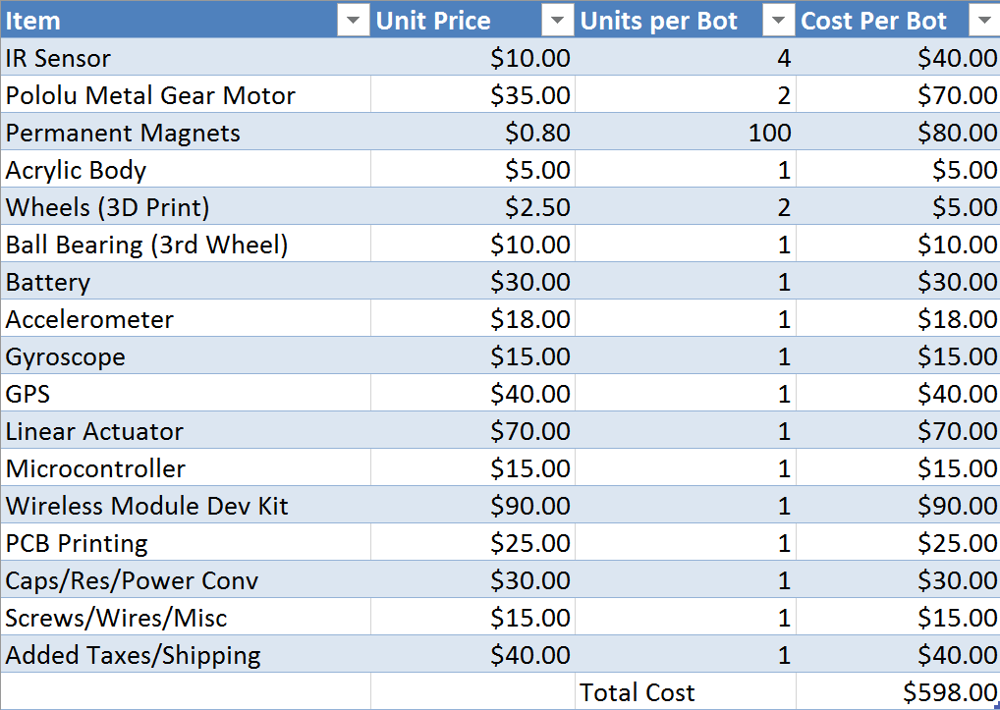 Item Unit Price Units per Bot Cost Per Bot
IR Sensor $10.00 4 $40.00
Pololu Metal Gear Motor $35.00 2 $70.00
Permanent Magnets $0.80 100 $80.00
Acrylic Body $5.00 1 $5.00
Wheels (3D Print) $2.50 2 $5.00
Ball Bearing (3rd Wheel) $10.00 1 $10.00
Battery $30.00 1 $30.00
Accelerometer $18.00 1 $18.00
Gyroscope $15.00 1 $15.00
GPS $40.00 1 $40.00
Linear Actuator $70.00 1 $70.00
Microcontroller $15.00 1 $15.00
Wireless Module Dev Kit $90.00 1 $90.00
PCB Printing $25.00 1 $25.00
Caps/Res/Power Conv $30.00 1 $30.00
Screws/Wires/Misc $15.00 1 $15.00
Added Taxes/Shipping $40.00 1 $40.00
Total Cost $598.00